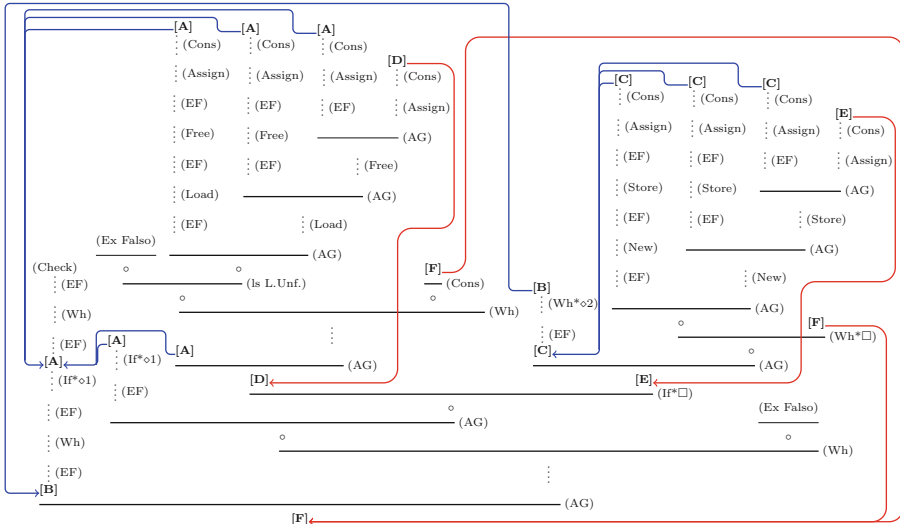 [A] [A] [A]
(Cons) (Cons) (Cons) [D]
(Assign) (Assign) (Assign) (Cons) [C] [C] [C]
(EF) (EF) (EF) (Assign) (Cons) (Cons) (Cons) [E]
(Free) (Free) (AG) (Assign) (Assign) (Assign) (Cons)
(EF) (EF) (Free) (EF) (EF) (EF) (Assign)
(Load) (AG) (Store) (Store) (AG)
(EF) (Load) (EF) (EF) (Store)
(Ex Falso) (AG) (New) (AG)
(Check) [F] (EF) (New)
(EF) (ls L.Unf.) (Cons) [B]
(Wh) (Wh) (Wh*⋄2) (AG)
(EF) [A] (EF) [F] (Wh*□)
[A] (If*⋄1) [A] (AG) [C] (AG)
(If*⋄1) (EF) [D] [E] (If*□)
(EF) (AG) (Ex Falso)
(Wh) (Wh)
(EF)
[B] (AG)
[F]